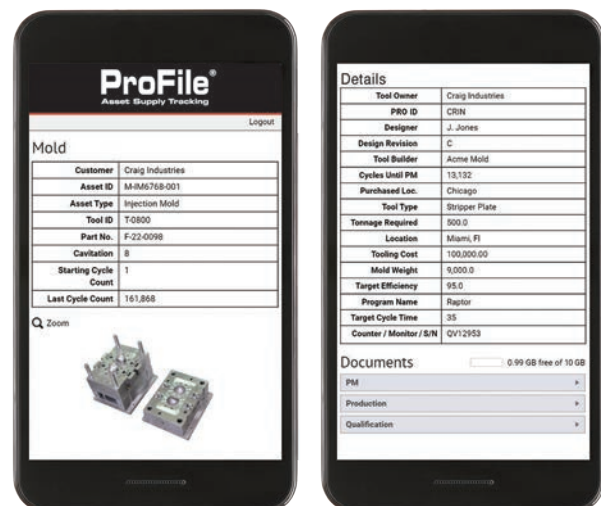 ProFile®
Asset Supply Tracking
Logout
Mold
Customer Craig Industries
Asset ID M-IM6768-001
Asset Type Injection Mold
Tool ID T-0800
Part No. F-22-0098
Cavitation 8
Starting Cycle
Count 1
Last Cycle Count 161,868
Zoom
Details
Tool Owner Craig Industries
PRO ID CRIN
Designer J. Jones
Design Revision C
Tool Builder Acme Mold
Cycles Until PM 13,132
Purchased Loc. Chicago
Tool Type Stripper Plate
Tonnage Required 500.0
Location Miami, Fl
Tooling Cost 100,000.00
Mold Weight 9,000.0
Target Efficiency 95.0
Program Name Raptor
Target Cycle Time 35
Counter / Monitor / S/N QV12953
Documents 0.99 GB free of 10 GB
PM
Production
Qualification